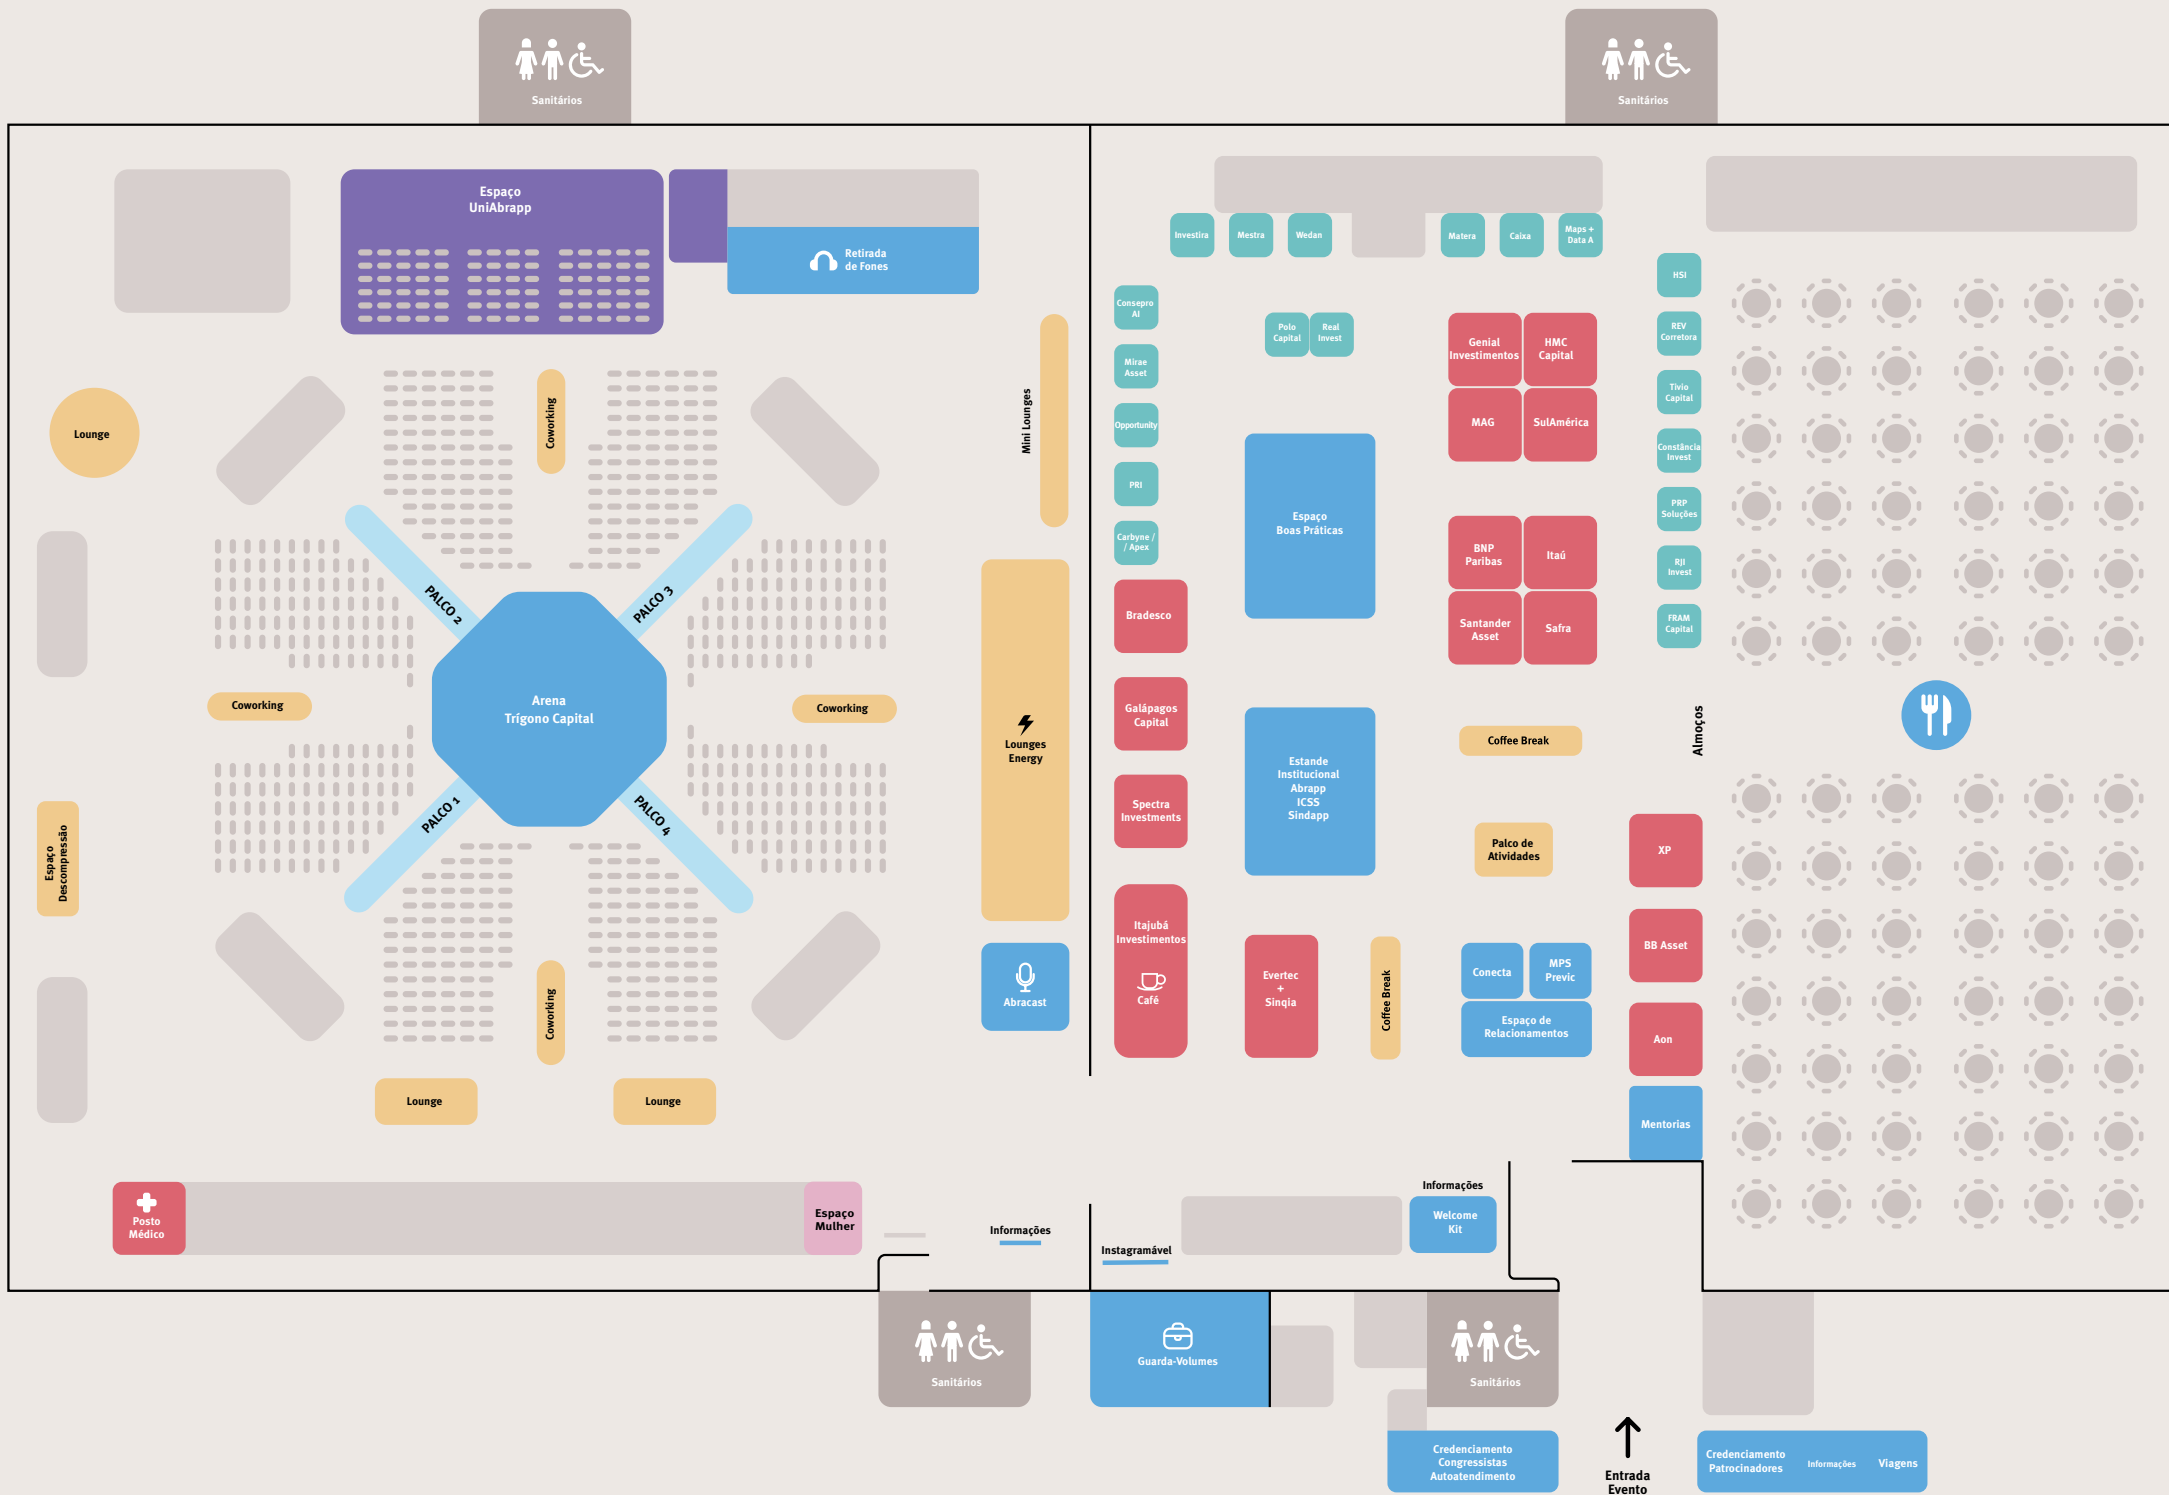 Sanitários
Sanitários
Espaço
UniAbrapp
Retirada
de Fones
Investira
Mestra
Wedan
Matera
Caixa
Maps +
Data A
HSI
Consepro
AI
Polo
Capital
Real
Invest
REV
Corretora
Genial
Investimentos
HMC
Capital
Mirae
Asset
Tivio
Capital
Lounge
Coworking
Mini Lounges
Opportunity
MAG
SulAmérica
Constância
Invest
PRI
PRP
Soluções
Espaço
Boas Práticas
Carbyne /
/ Apex
BNP
Paribas
Itaú
RJI
Invest
PALCO 2
PALCO 3
Bradesco
Santander
Asset
Safra
FRAM
Capital
Arena
Trígono Capital
Coworking
Coworking
Lounges
Energy
Galápagos
Capital
Coffee Break
Almoços
Estande
Institucional
Abrapp
ICSS
Sindapp
PALCO 1
PALCO 4
Spectra
Investments
Palco de
Atividades
XP
Espaço
Descompressão
Itajubá
Investimentos
Café
BB Asset
Abracast
Evertec
+
Sinqia
Coffee Break
Conecta
MPS
Previc
Espaço de
Relacionamentos
Coworking
Aon
Lounge
Lounge
Mentorias
Posto
Médico
Espaço
Mulher
Informações
Instagramável
Informações
Welcome
Kit
Sanitários
Guarda-Volumes
Sanitários
Credenciamento
Congressistas
Autoatendimento
Entrada
Evento
Credenciamento
Patrocinadores
Informações
Viagens